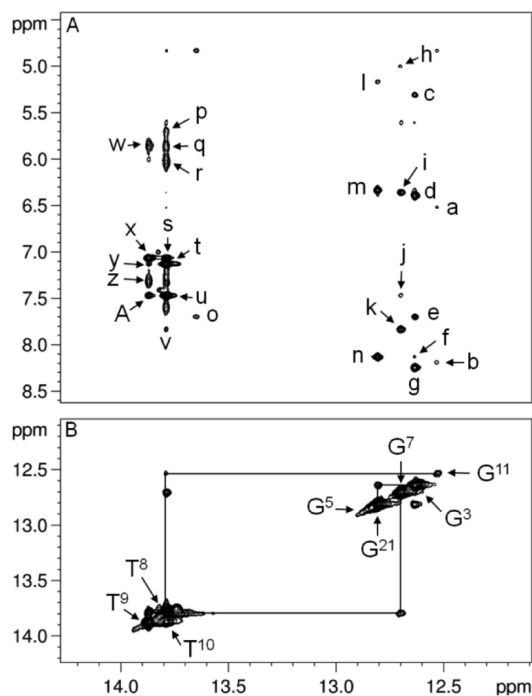 ppm
A
5.0
h
l
c
5.5
p
w
q
6.0
r
i
m
d
6.5
a
x
s
7.0
t
y
j
z
7.5
k
e
A
u
o
f
8.0
v
n
b
g
8.5
ppm
B
G7
12.5
G11
G5
G3
13.0
G21
13.5
T8
T9
14.0
T10
14.0 13.5 13.0 12.5 ppm